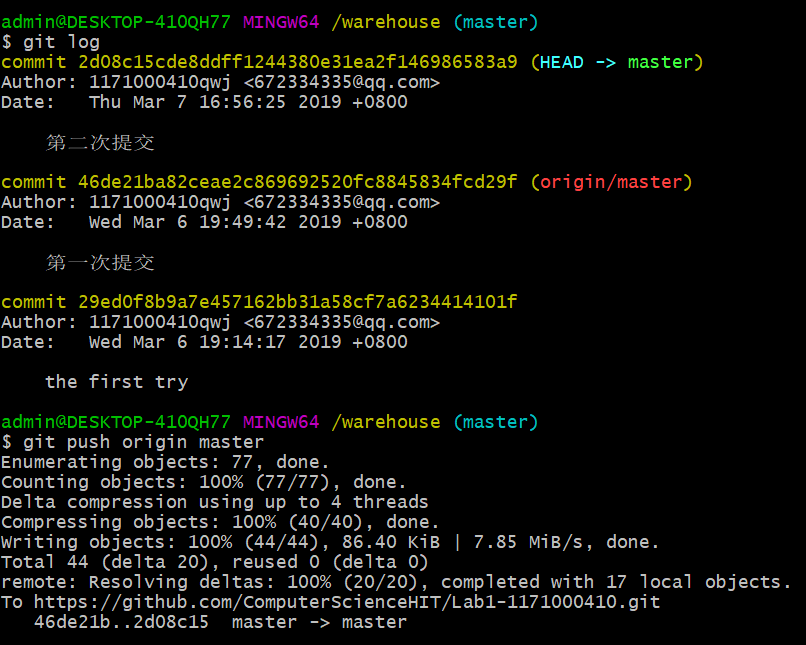 admin@DESKTOP-41OQH77 MINGW64 /warehouse (master)
$ git log
commit 2d08c15cde8ddff1244380e31ea2f146986583a9 (HEAD -> master)
Author: 1171000410qwj <672334335@qq.com>
Date:   Thu Mar 7 16:56:25 2019 +0800
    第二次提交
commit 46de21ba82ceae2c869692520fc8845834fcd29f (origin/master)
Author: 1171000410qwj <672334335@qq.com>
Date:   Wed Mar 6 19:49:42 2019 +0800
    第一次提交
commit 29ed0f8b9a7e457162bb31a58cf7a6234414101f
Author: 1171000410qwj <672334335@qq.com>
Date:   Wed Mar 6 19:14:17 2019 +0800
    the first try
admin@DESKTOP-41OQH77 MINGW64 /warehouse (master)
$ git push origin master
Enumerating objects: 77, done.
Counting objects: 100% (77/77), done.
Delta compression using up to 4 threads
Compressing objects: 100% (40/40), done.
Writing objects: 100% (44/44), 86.40 KiB | 7.85 MiB/s, done.
Total 44 (delta 20), reused 0 (delta 0)
remote: Resolving deltas: 100% (20/20), completed with 17 local objects.
To https://github.com/ComputerScienceHIT/Lab1-1171000410.git
   46de21b..2d08c15  master -> master